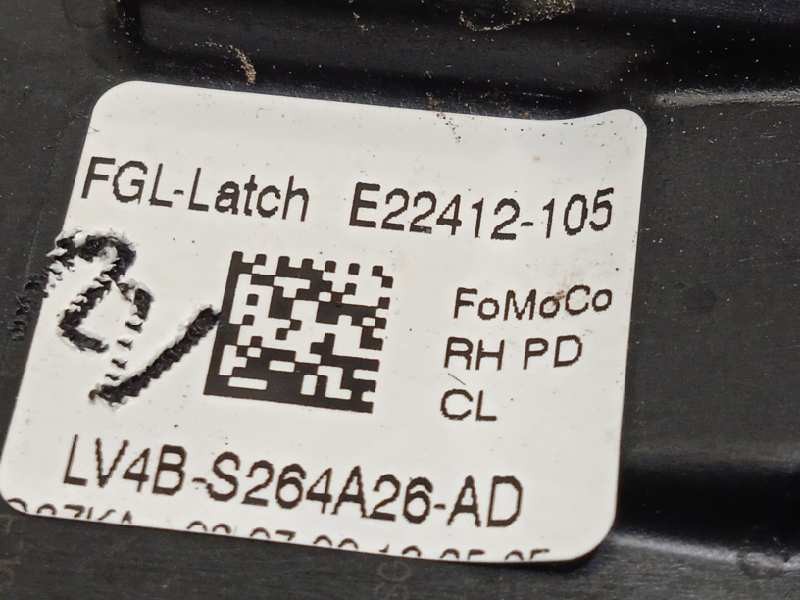 FGL-Latch E22412-105
FoMoCo
RH PD
CL
LV4B-S264A26-AD